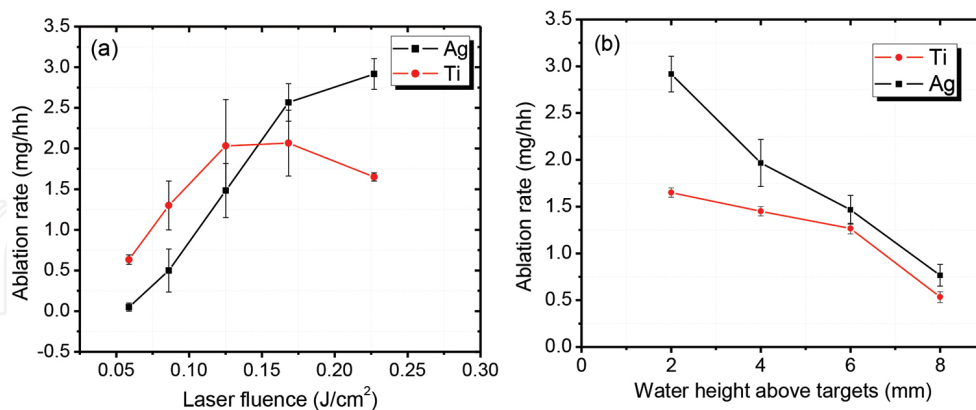 (a)
Ag
Ti
3.5
3.0
2.5
2.0
1.5
1.0
0.5
0.0
-0.5
Ablation rate (mg/hh)
0.05 0.10 0.15 0.20 0.25 0.30
Laser fluence (J/cm²)
(b)
Ti
Ag
3.5
3.0
2.5
2.0
1.5
1.0
0.5
0.0
Ablation rate (mg/hh)
0 2 4 6 8
Water height above targets (mm)